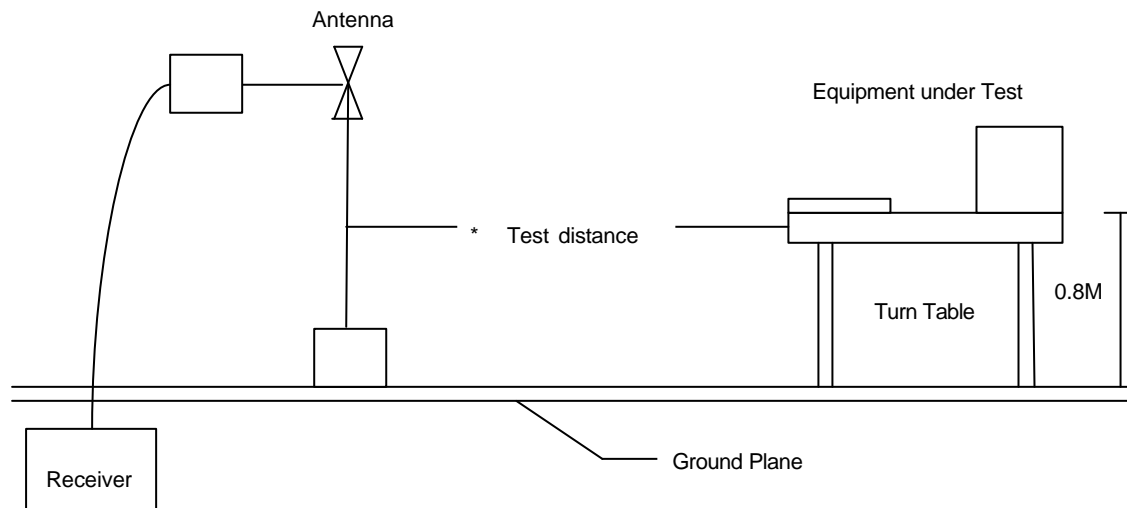 Antenna
Equipment under Test
* Test distance
0.8M
Turn Table
Ground Plane
Receiver